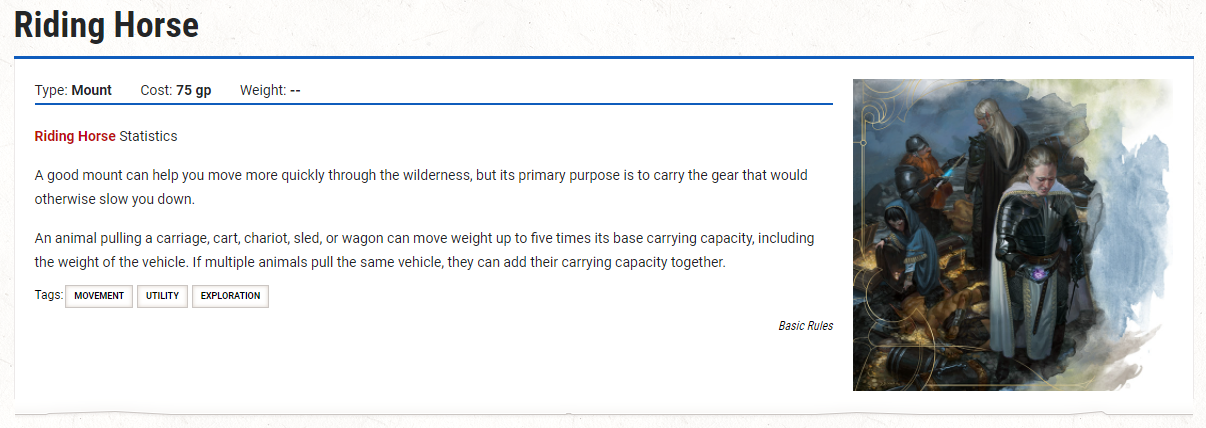 Riding Horse
Type: Mount Cost: 75 gp Weight: --
Riding Horse Statistics
A good mount can help you move more quickly through the wilderness, but its primary purpose is to carry the gear that would
otherwise slow you down.
An animal pulling a carriage, cart, chariot, sled, or wagon can move weight up to five times its base carrying capacity, including
the weight of the vehicle. If multiple animals pull the same vehicle, they can add their carrying capacity together.
Tags: MOVEMENT UTILITY EXPLORATION
Basic Rules